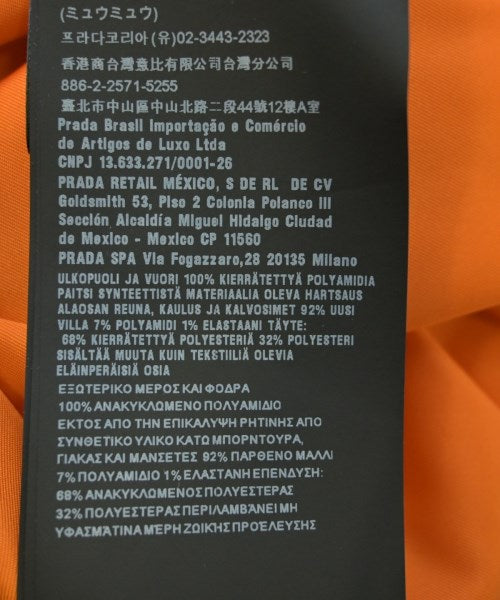 (ミュウミュウ)
프라다코리아(유)02-3443-2323
香港商台灣意比有限公司台灣分公司
886-2-2571-5255
臺北市中山區中山北路二段44號12樓A室
Prada Brasil Importação e Comércio
de Artigos de Luxo Ltda
CNPJ 13.633.271/0001-26
PRADA RETAIL MÉXICO, S DE RL DE CV
Goldsmith 53, Piso 2 Colonia Polanco III
Sección Alcaldía Miguel Hidalgo Ciudad
de Mexico - Mexico CP 11560
PRADA SPA Via Fogazzaro,28 20135 Milano
ULKOPUOLI JA VUORI 100% KIERRÄTETTYÄ POLYAMIDIA
PAITSI SYNTEETTISTÄ MATERIAALIA OLEVA HARTSAUS
ALAOSAN REUNA, KAULUS JA KALVOSIMET 92% UUSI
VILLA 7% POLYAMIDI 1% ELASTAANI TÄYTE:
68% KIERRÄTETTYÄ POLYESTERIÄ 32% POLYESTERI
SISÄLTÄÄ MUUTA KUIN TEKSTIILIÄ OLEVIA
ELÄINPERÄISIÄ OSIA
ΕΞΩΤΕΡΙΚΟ ΜΕΡΟΣ ΚΑΙ ΦΟΔΡΑ
100% ΑΝΑΚΥΚΛΩΜΕΝΟ ΠΟΛΥΑΜΙΔΙΟ
ΕΚΤΟΣ ΑΠΟ ΤΗΝ ΕΠΙΚΑΛΥΨΗ ΡΗΤΙΝΗΣ ΑΠΟ
ΣΥΝΘΕΤΙΚΟ ΥΛΙΚΟ ΚΑΤΩ ΜΠΟΡΝΤΟΥΡΑ,
ΓΙΑΚΑΣ ΚΑΙ ΜΑΝΣΕΤΕΣ 92% ΠΑΡΘΕΝΟ ΜΑΛΛΙ
7% ΠΟΛΥΑΜΙΔΙΟ 1% ΕΛΑΣΤΑΝΗ ΕΠΕΝΔΥΣΗ:
68% ΑΝΑΚΥΚΛΩΜΕΝΟΣ ΠΟΛΥΕΣΤΕΡΑΣ
32% ΠΟΛΥΕΣΤΕΡΑΣ ΠΕΡΙΛΑΜΒΆΝΕΙ ΜΗ
ΥΦΑΣΜΆΤΙΝΑ ΜΈΡΗ ΖΩΙΚΉΣ ΠΡΟΈΛΕΥΣΗΣ